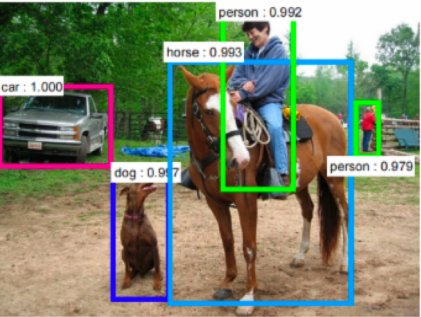 person : 0.992
horse : 0.993
car : 1.000
dog : 0.997
person : 0.979